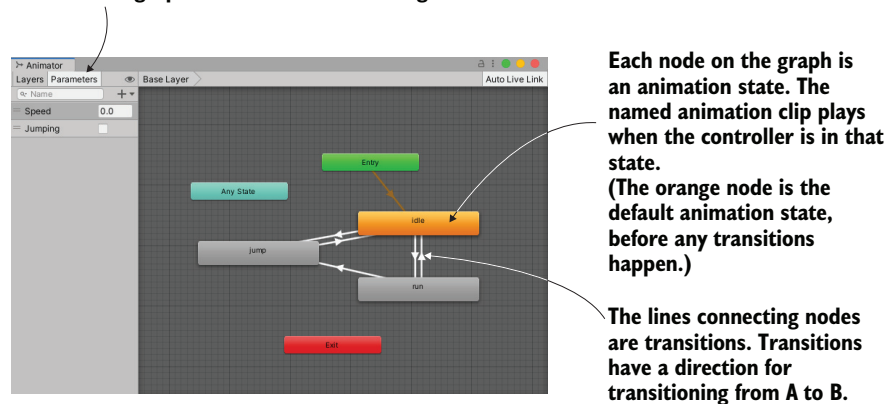 Animator
Layers Parameters
Base Layer
Auto Live Link
Name
Speed 0.0
Jumping
Entry
Any State
idle
jump
run
Exit
Each node on the graph is
an animation state. The
named animation clip plays
when the controller is in that
state.
(The orange node is the
default animation state,
before any transitions
happen.)
The lines connecting nodes
are transitions. Transitions
have a direction for
transitioning from A to B.